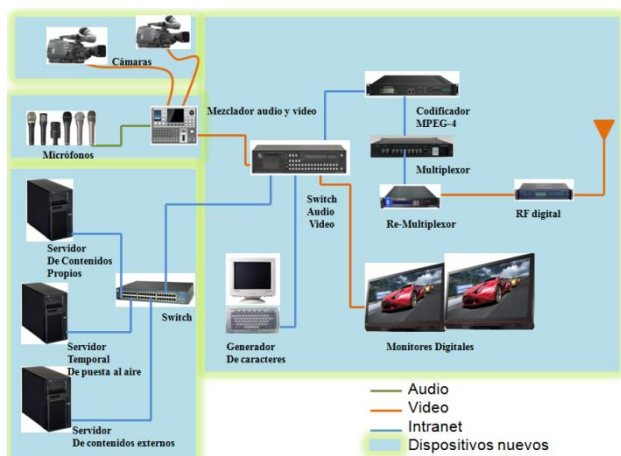 Cámaras
Micrófonos
Mezclador audio y video
Codificador
MPEG-4
Multiplexor
Re-Multiplexor
RF digital
Switch
Audio
Video
Servidor
De Contenidos
Propios
Switch
Servidor
Temporal
De puesta al aire
Servidor
De contenidos externos
Generador
De caracteres
Monitores Digitales
Audio
Video
Intranet
Dispositivos nuevos